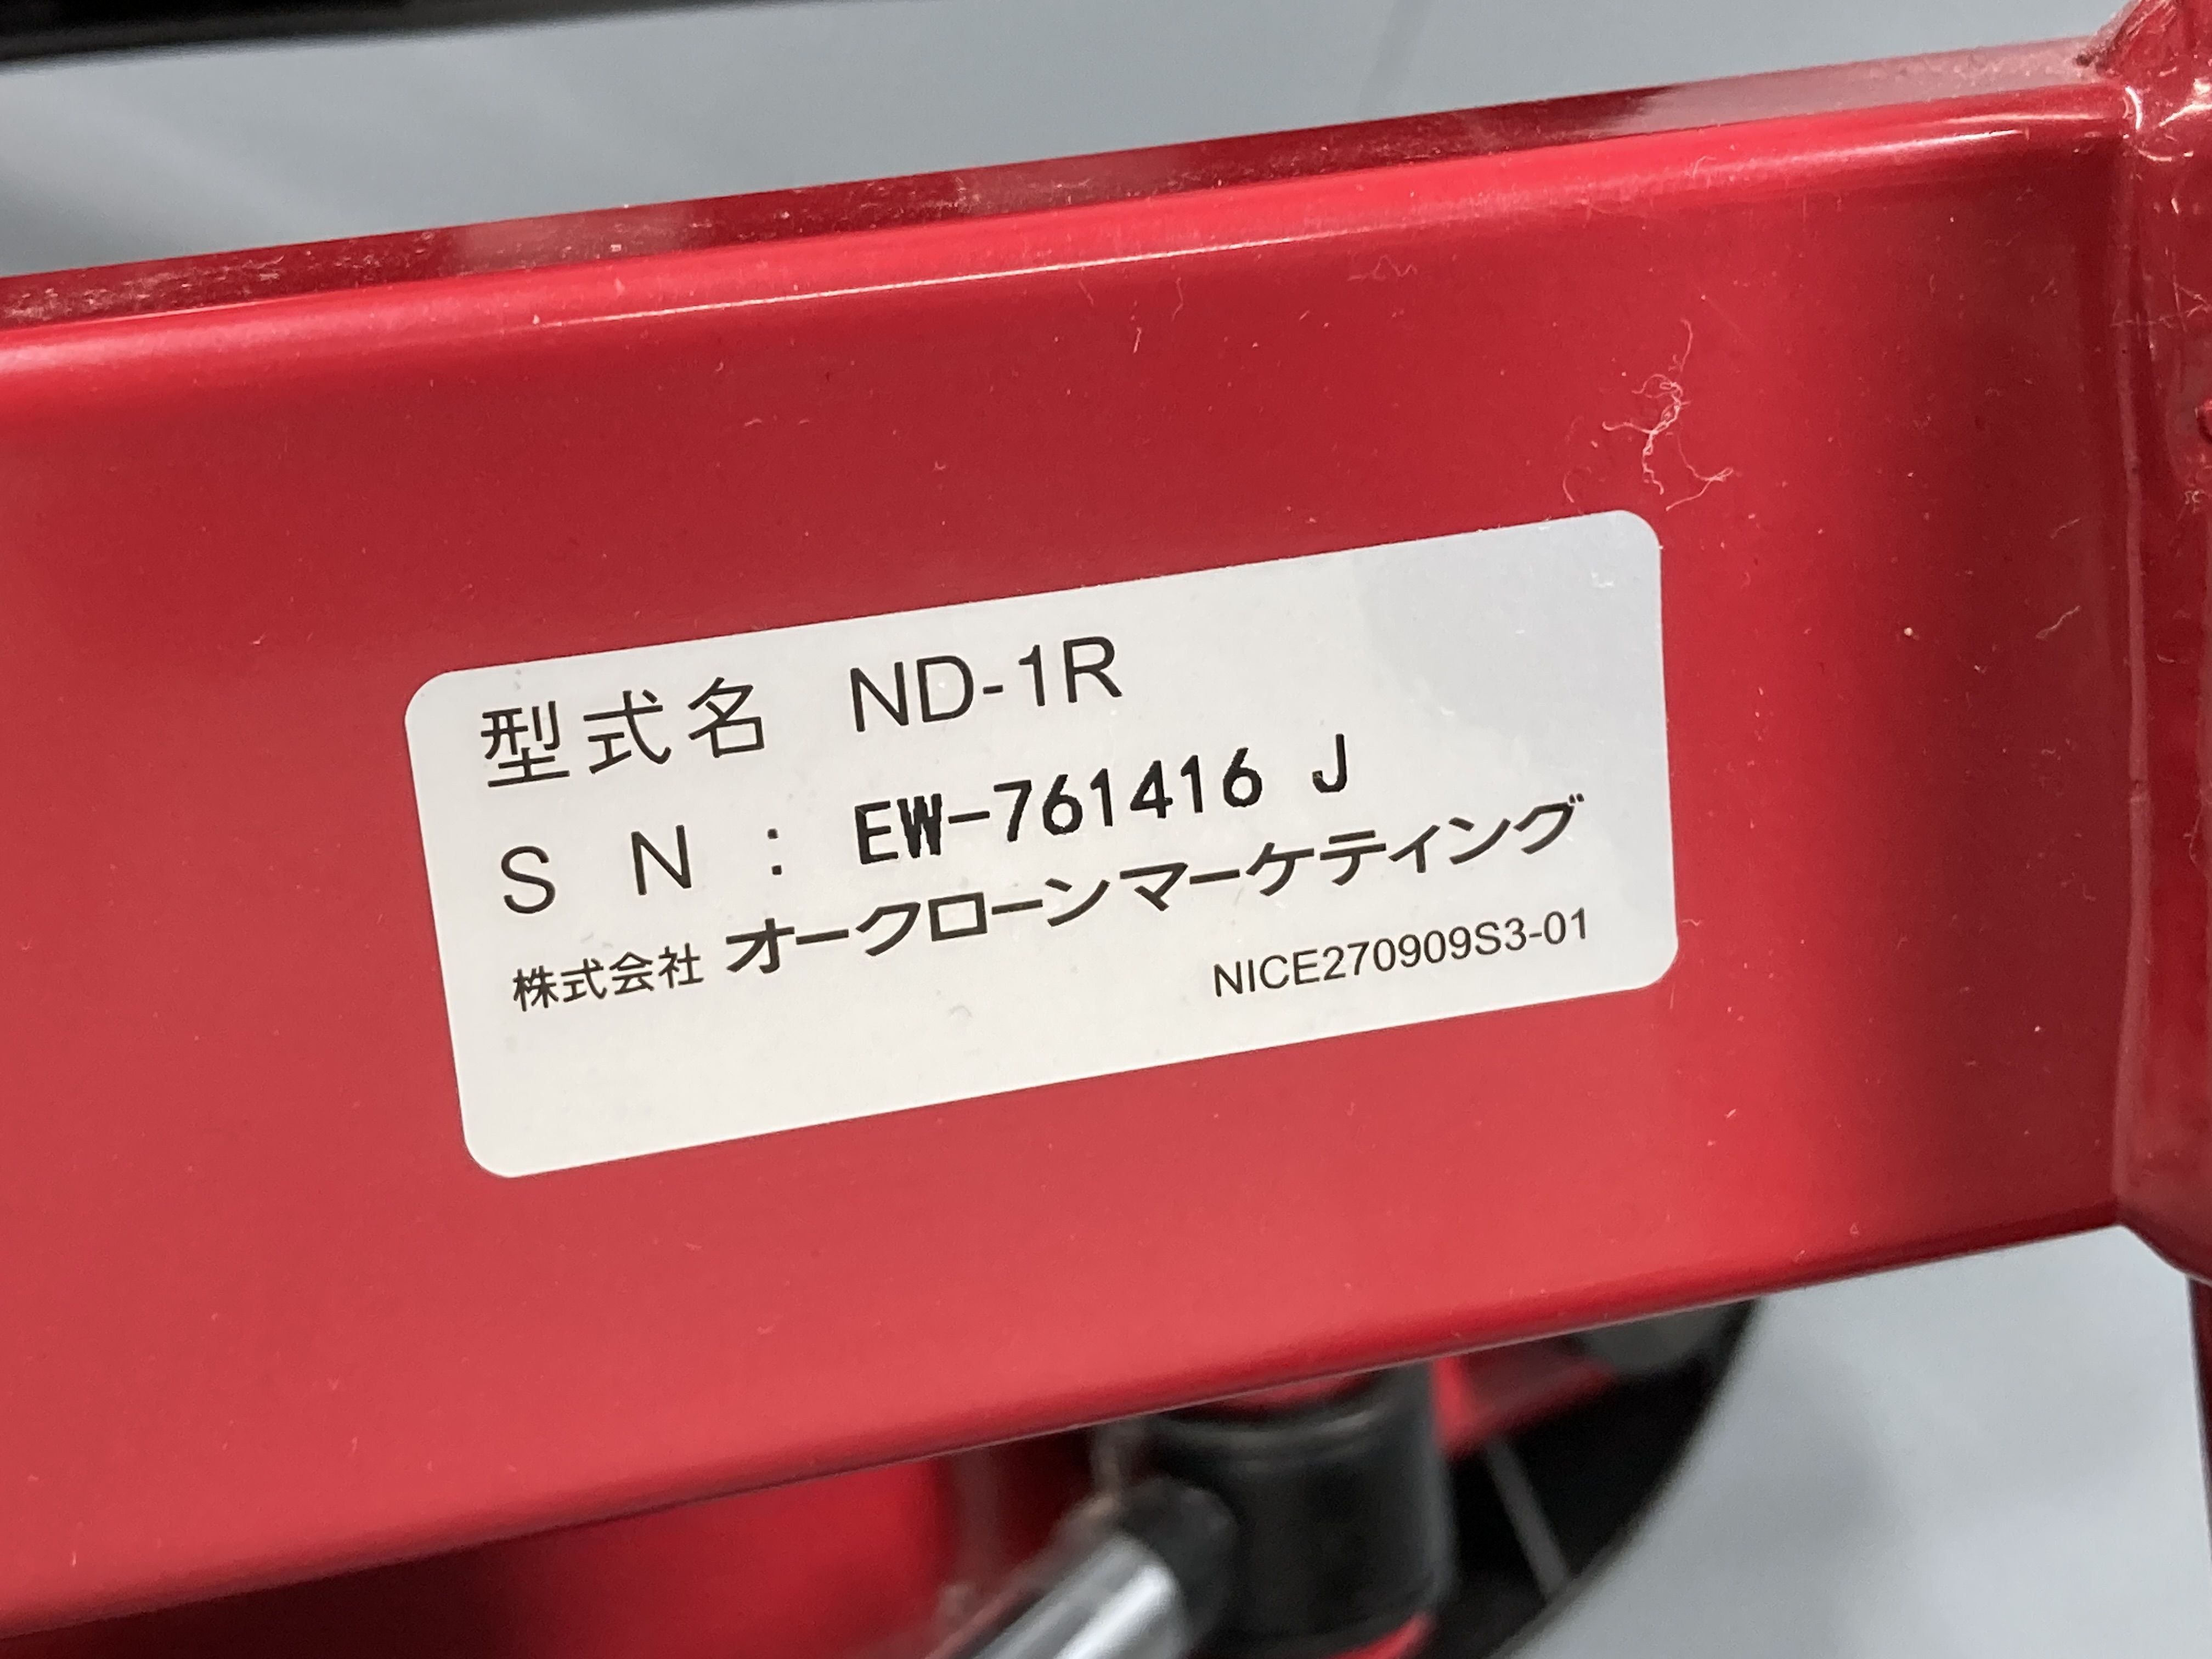 型式名 ND-1R
S N : EW-761416 J
株式会社 オークローンマーケティング
NICE270909S3-01